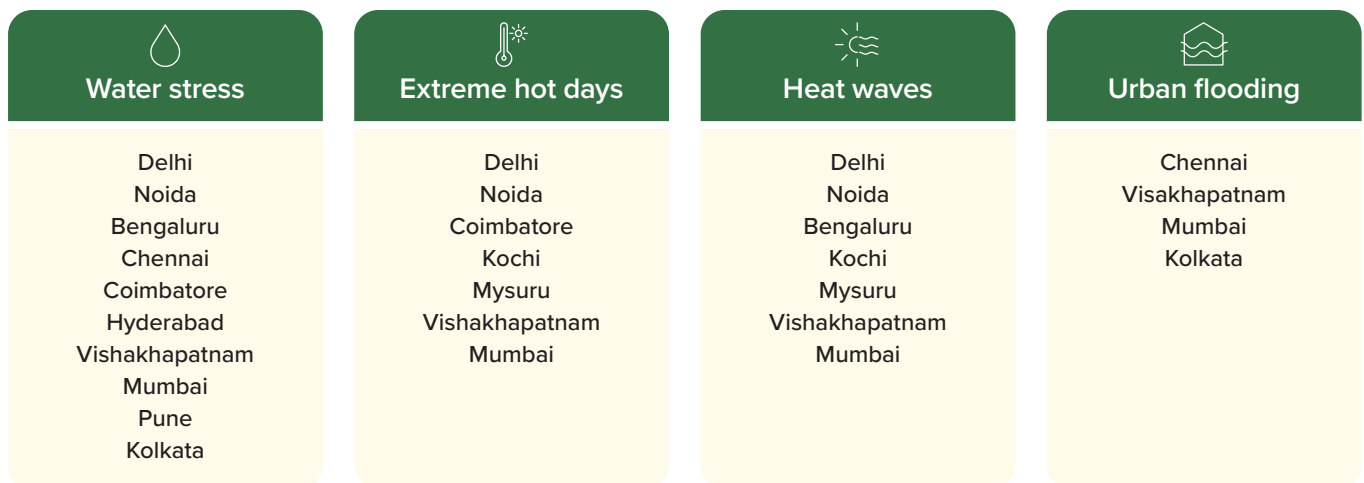 Water stress
Delhi
Noida
Bengaluru
Chennai
Coimbatore
Hyderabad
Vishakhapatnam
Mumbai
Pune
Kolkata
Extreme hot days
Delhi
Noida
Coimbatore
Kochi
Mysuru
Vishakhapatnam
Mumbai
Heat waves
Delhi
Noida
Bengaluru
Kochi
Mysuru
Vishakhapatnam
Mumbai
Urban flooding
Chennai
Visakhapatnam
Mumbai
Kolkata